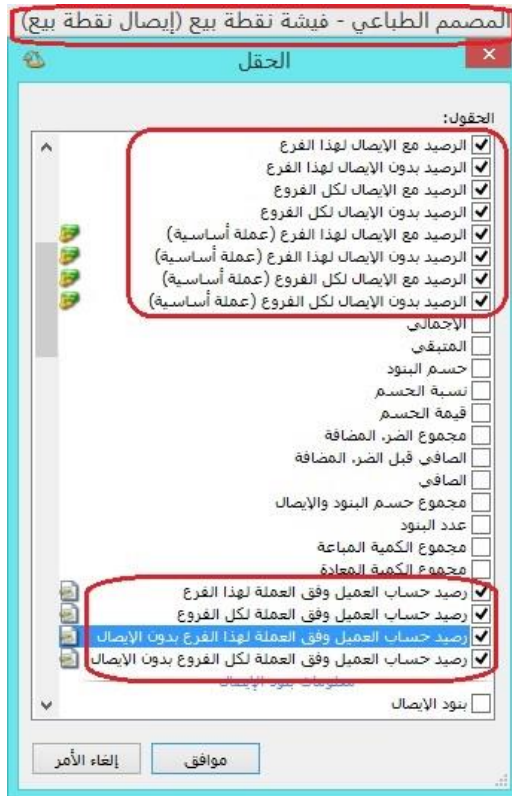 المصمم الطباعي - فيشة نقطة بيع (إيصال نقطة بيع)
الحقل
الحقول:
الرصيد مع الإيصال لهذا الفرع
الرصيد بدون الإيصال لهذا الفرع
الرصيد مع الإيصال لكل الفروع
الرصيد بدون الإيصال لكل الفروع
الرصيد مع الإيصال لهذا الفرع (عملة أساسية)
الرصيد بدون الإيصال لهذا الفرع (عملة أساسية)
الرصيد مع الإيصال لكل الفروع (عملة أساسية)
الرصيد بدون الإيصال لكل الفروع (عملة أساسية)
الإجمالي
المتبقي
حسم البنود
نسبة الحسم
قيمة الحسم
مجموع الضر. المضافة
الصافي قبل الضر. المضافة
الصافي
مجموع حسم البنود والإيصال
عدد البنود
مجموع الكمية المباعة
مجموع الكمية المعادة
رصيد حساب العميل وفق العملة لهذا الفرع
رصيد حساب العميل وفق العملة لكل الفروع
رصيد حساب العميل وفق العملة لهذا الفرع بدون الإيصال
رصيد حساب العميل وفق العملة لكل الفروع بدون الإيصال
معلومات بنود الإيصال
بنود الإيصال
موافق
إلغاء الأمر